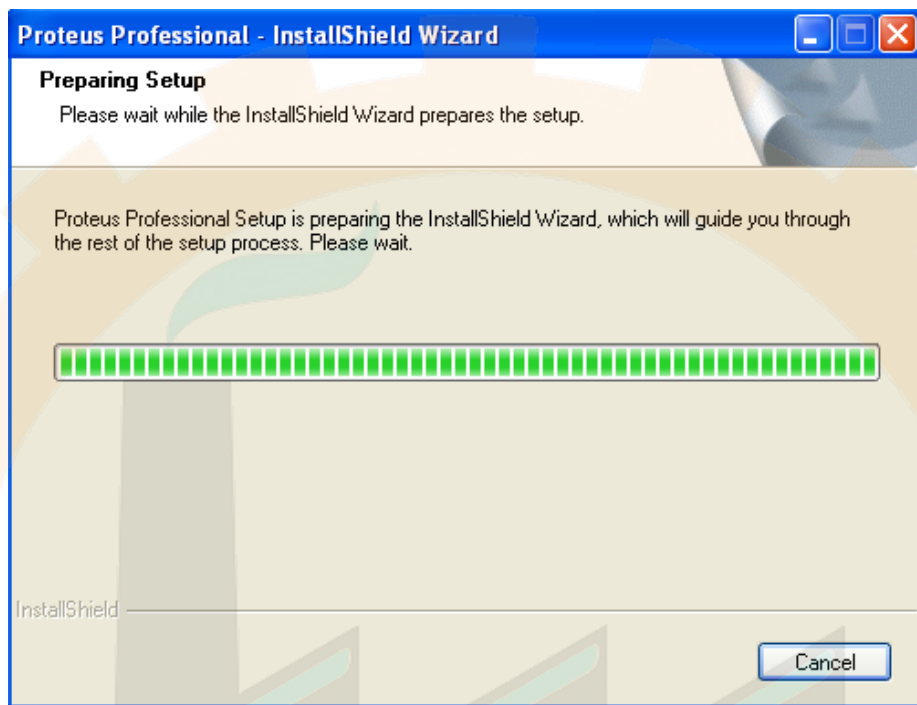 Proteus Professional - InstallShield Wizard
Preparing Setup
Please wait while the InstallShield Wizard prepares the setup.
Proteus Professional Setup is preparing the InstallShield Wizard, which will guide you through
the rest of the setup process. Please wait.
InstallShield
Cancel